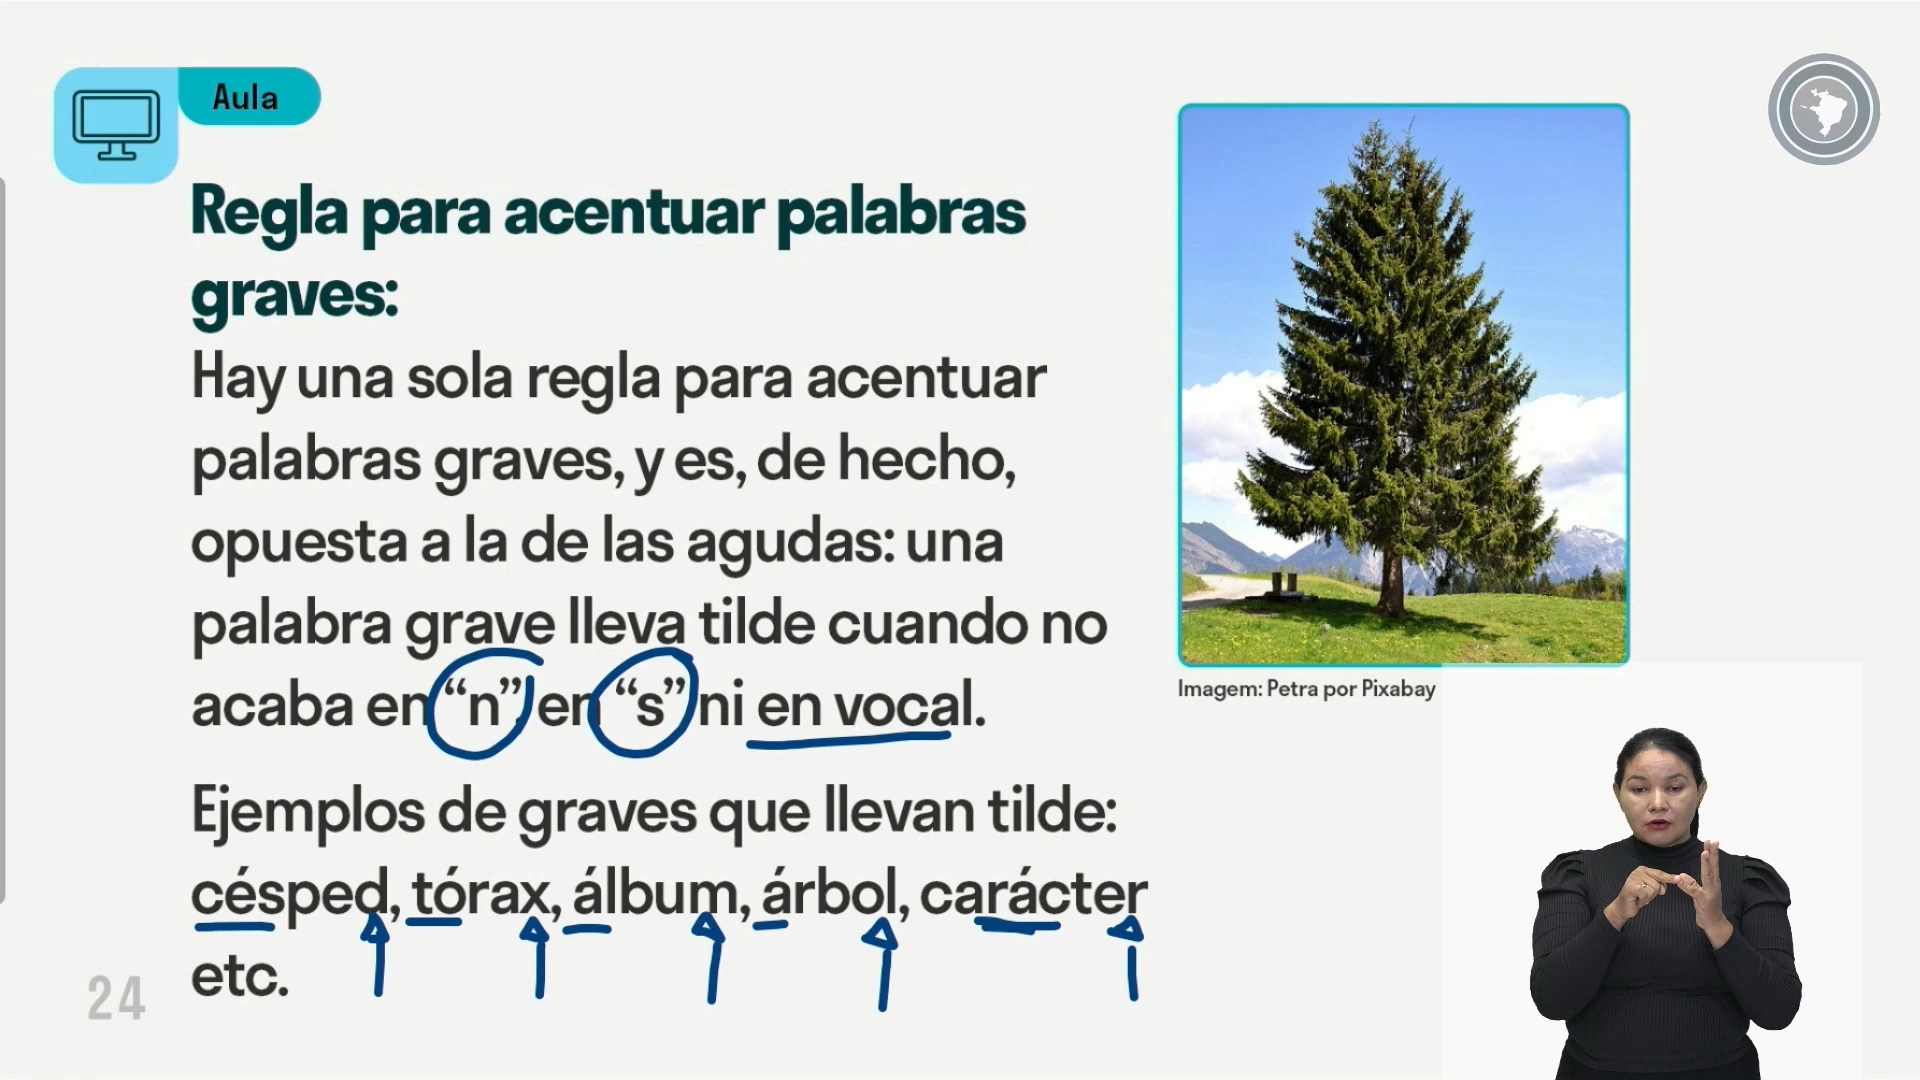 Aula
Regla para acentuar palabras
graves:
Hay una sola regla para acentuar
palabras graves, y es, de hecho,
opuesta a la de las agudas: una
palabra grave lleva tilde cuando no
acaba en “n”, en “s” ni en vocal.
Ejemplos de graves que llevan tilde:
césped, tórax, álbum, árbol, carácter
etc.
24
Imagem: Petra por Pixabay